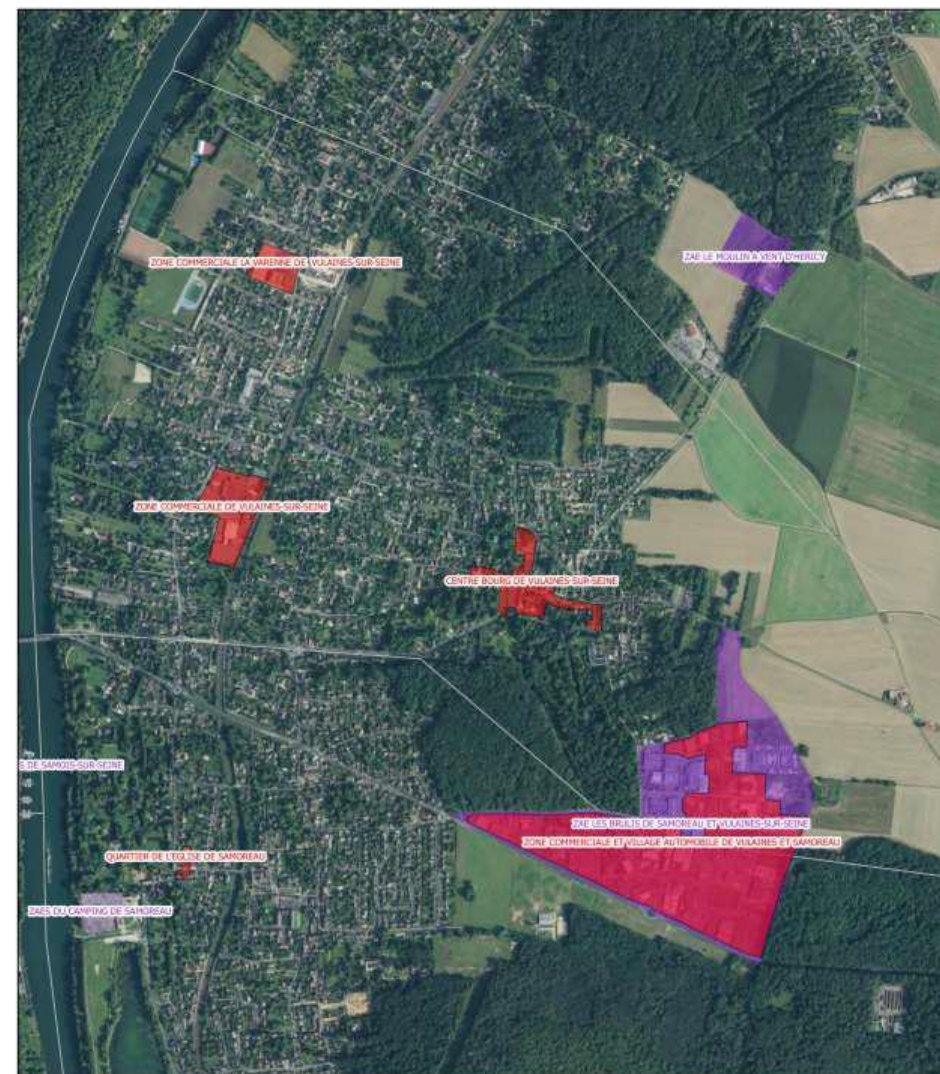 ZONE COMMERCIALE LA VARENNE DE VULAINES-SUR-SEINE
ZAE LE MOULIN A VENT D'HERICY
ZONE COMMERCIALE DE VULAINES-SUR-SEINE
CENTRE BOURG DE VULAINES-SUR-SEINE
S DE SAMOIS-SUR-SEINE
ZAE LES BRULIS DE SAMOREAU ET VULAINES-SUR-SEINE
ZONE COMMERCIALE ET VILLAGE AUTOMOBILE DE VULAINES ET SAMOREAU
QUARTIER DE L'EGLISE DE SAMOREAU
ZAES DU CAMPING DE SAMOREAU